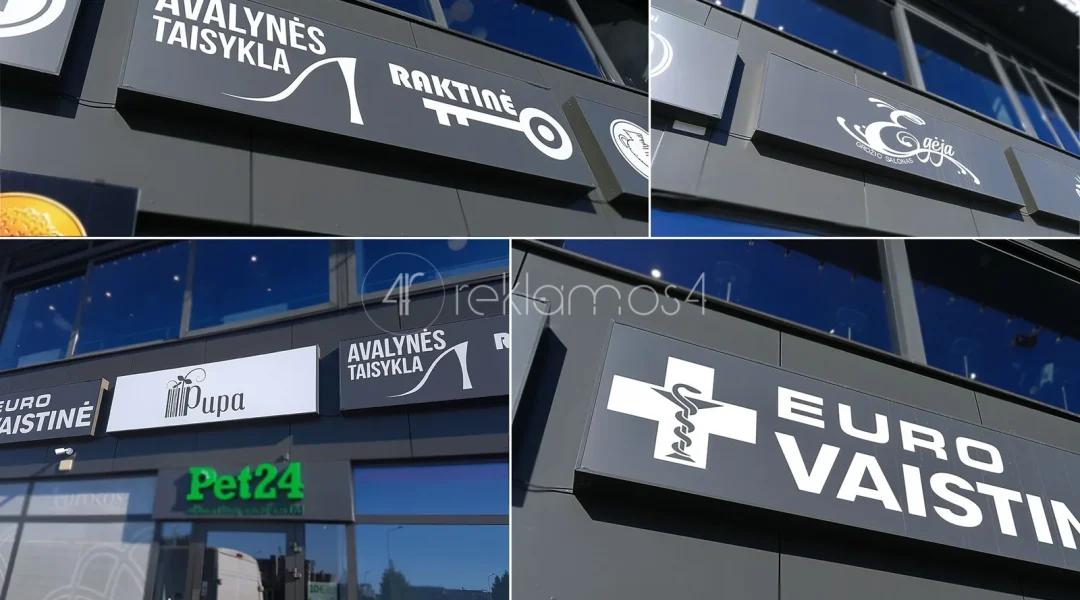 AVALYNĖS
TAISYKLA
RAKTINĖ
Egėja
GROŽIO SALONAS
4r reklamos4
EURO
VAISTINĖ
Pupa
AVALYNĖS
TAISYKLA
R
Pet24
EURO
VAISTIN